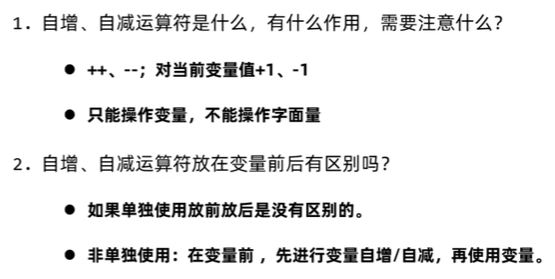 1. 自增、自减运算符是什么，有什么作用，需要注意什么？
● ++、--；对当前变量值+1、-1
● 只能操作变量，不能操作字面量
2. 自增、自减运算符放在变量前后有区别吗？
● 如果单独使用放前放后是没有区别的。
● 非单独使用：在变量前 ，先进行变量自增/自减，再使用变量。